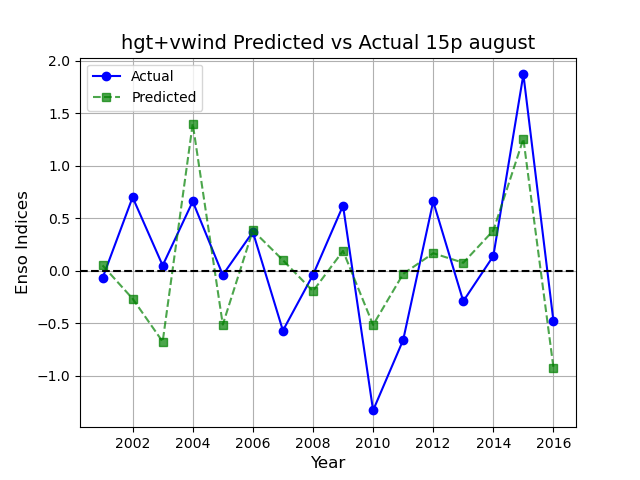 hgt+vwind Predicted vs Actual 15p august
Actual
Predicted
Enso Indices
2.0
1.5
1.0
0.5
0.0
−0.5
−1.0
2002 2004 2006 2008 2010 2012 2014 2016
Year